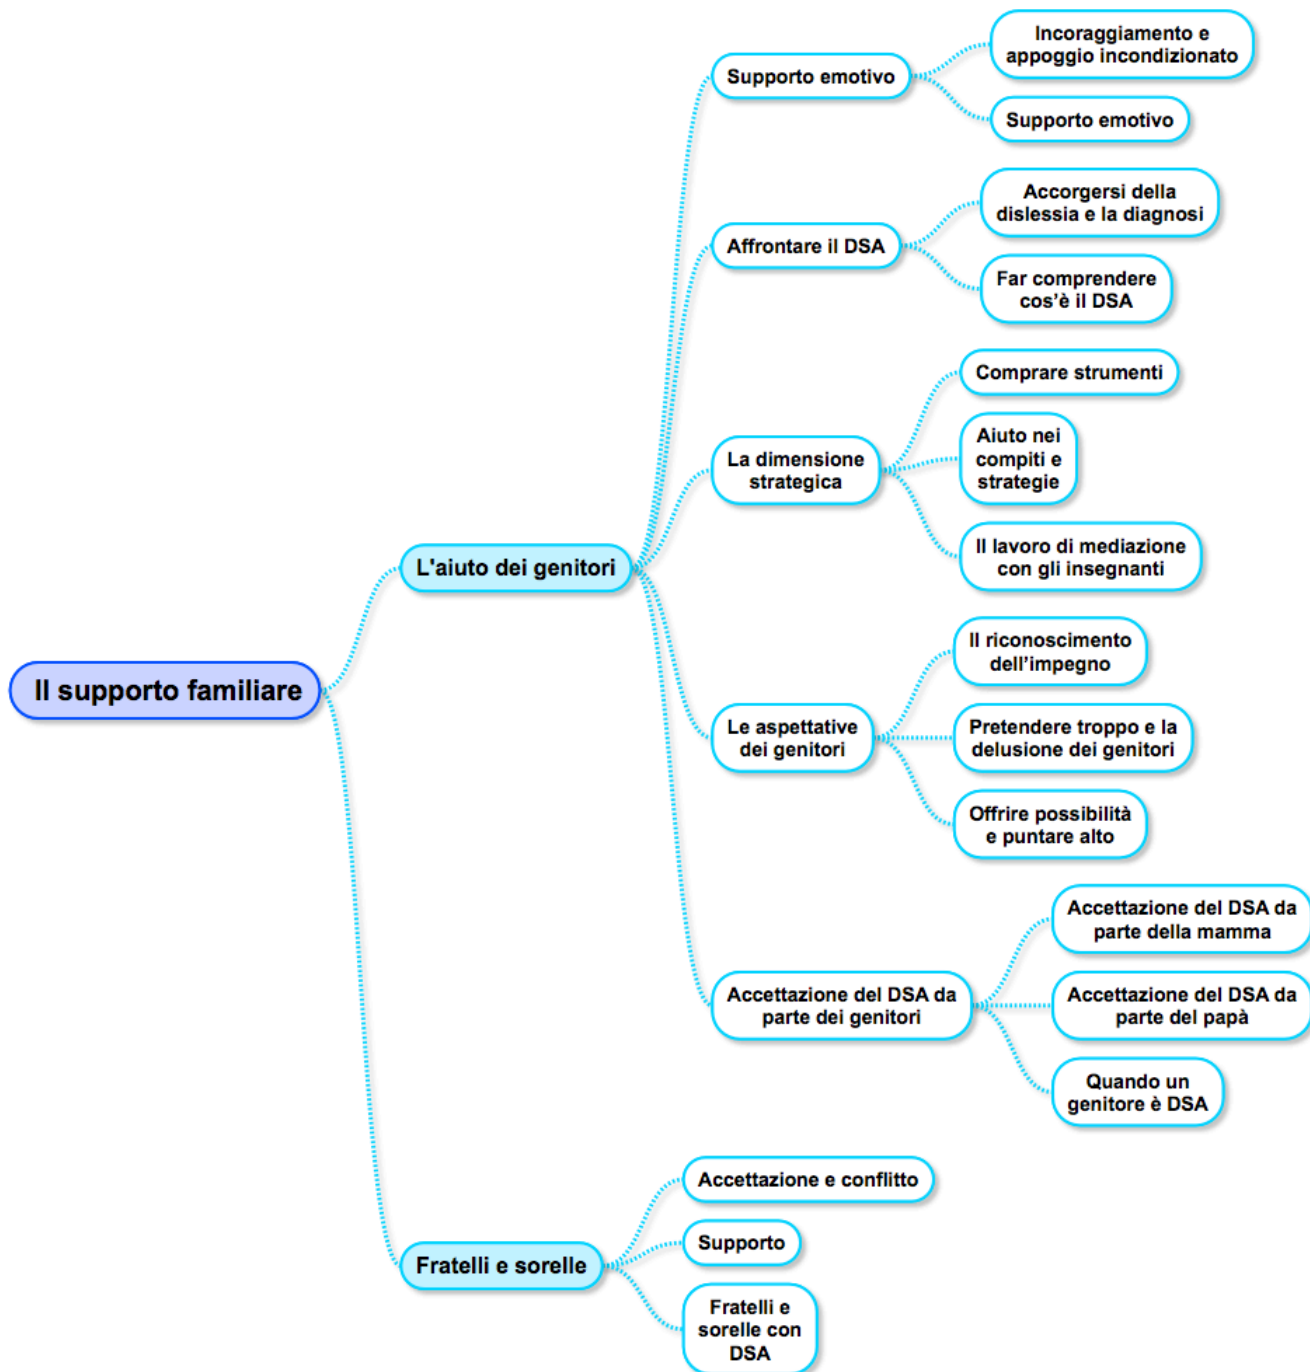 Il supporto familiare
L'aiuto dei genitori
Supporto emotivo
Incoraggiamento e
appoggio incondizionato
Supporto emotivo
Affrontare il DSA
Accorgersi della
dislessia e la diagnosi
Far comprendere
cos’è il DSA
La dimensione
strategica
Comprare strumenti
Aiuto nei
compiti e
strategie
Il lavoro di mediazione
con gli insegnanti
Le aspettative
dei genitori
Il riconoscimento
dell’impegno
Pretendere troppo e la
delusione dei genitori
Offrire possibilità
e puntare alto
Accettazione del DSA da
parte dei genitori
Accettazione del DSA da
parte della mamma
Accettazione del DSA da
parte del papà
Quando un
genitore è DSA
Fratelli e sorelle
Accettazione e conflitto
Supporto
Fratelli e
sorelle con
DSA